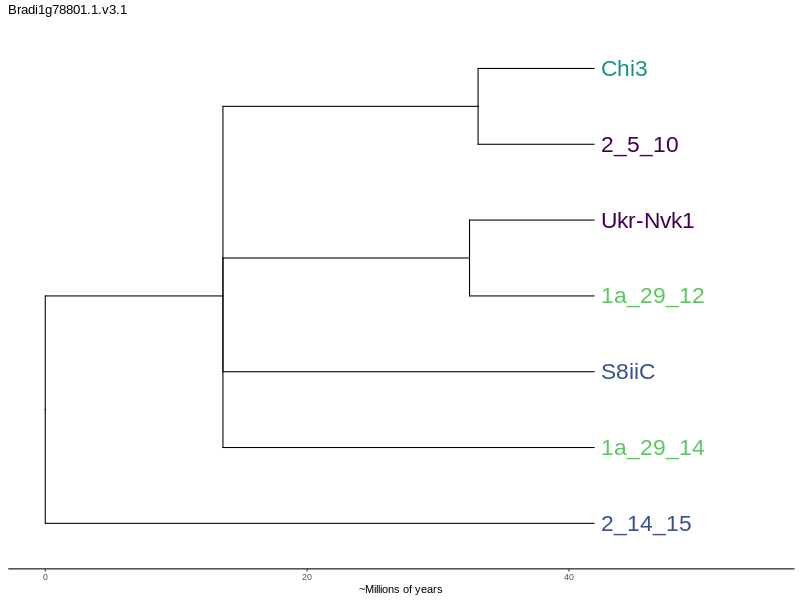 Bradi1g78801.1.v3.1
Chi3
2_5_10
Ukr-Nvk1
1a_29_12
S8iiC
1a_29_14
2_14_15
0 20 40
~Millions of years